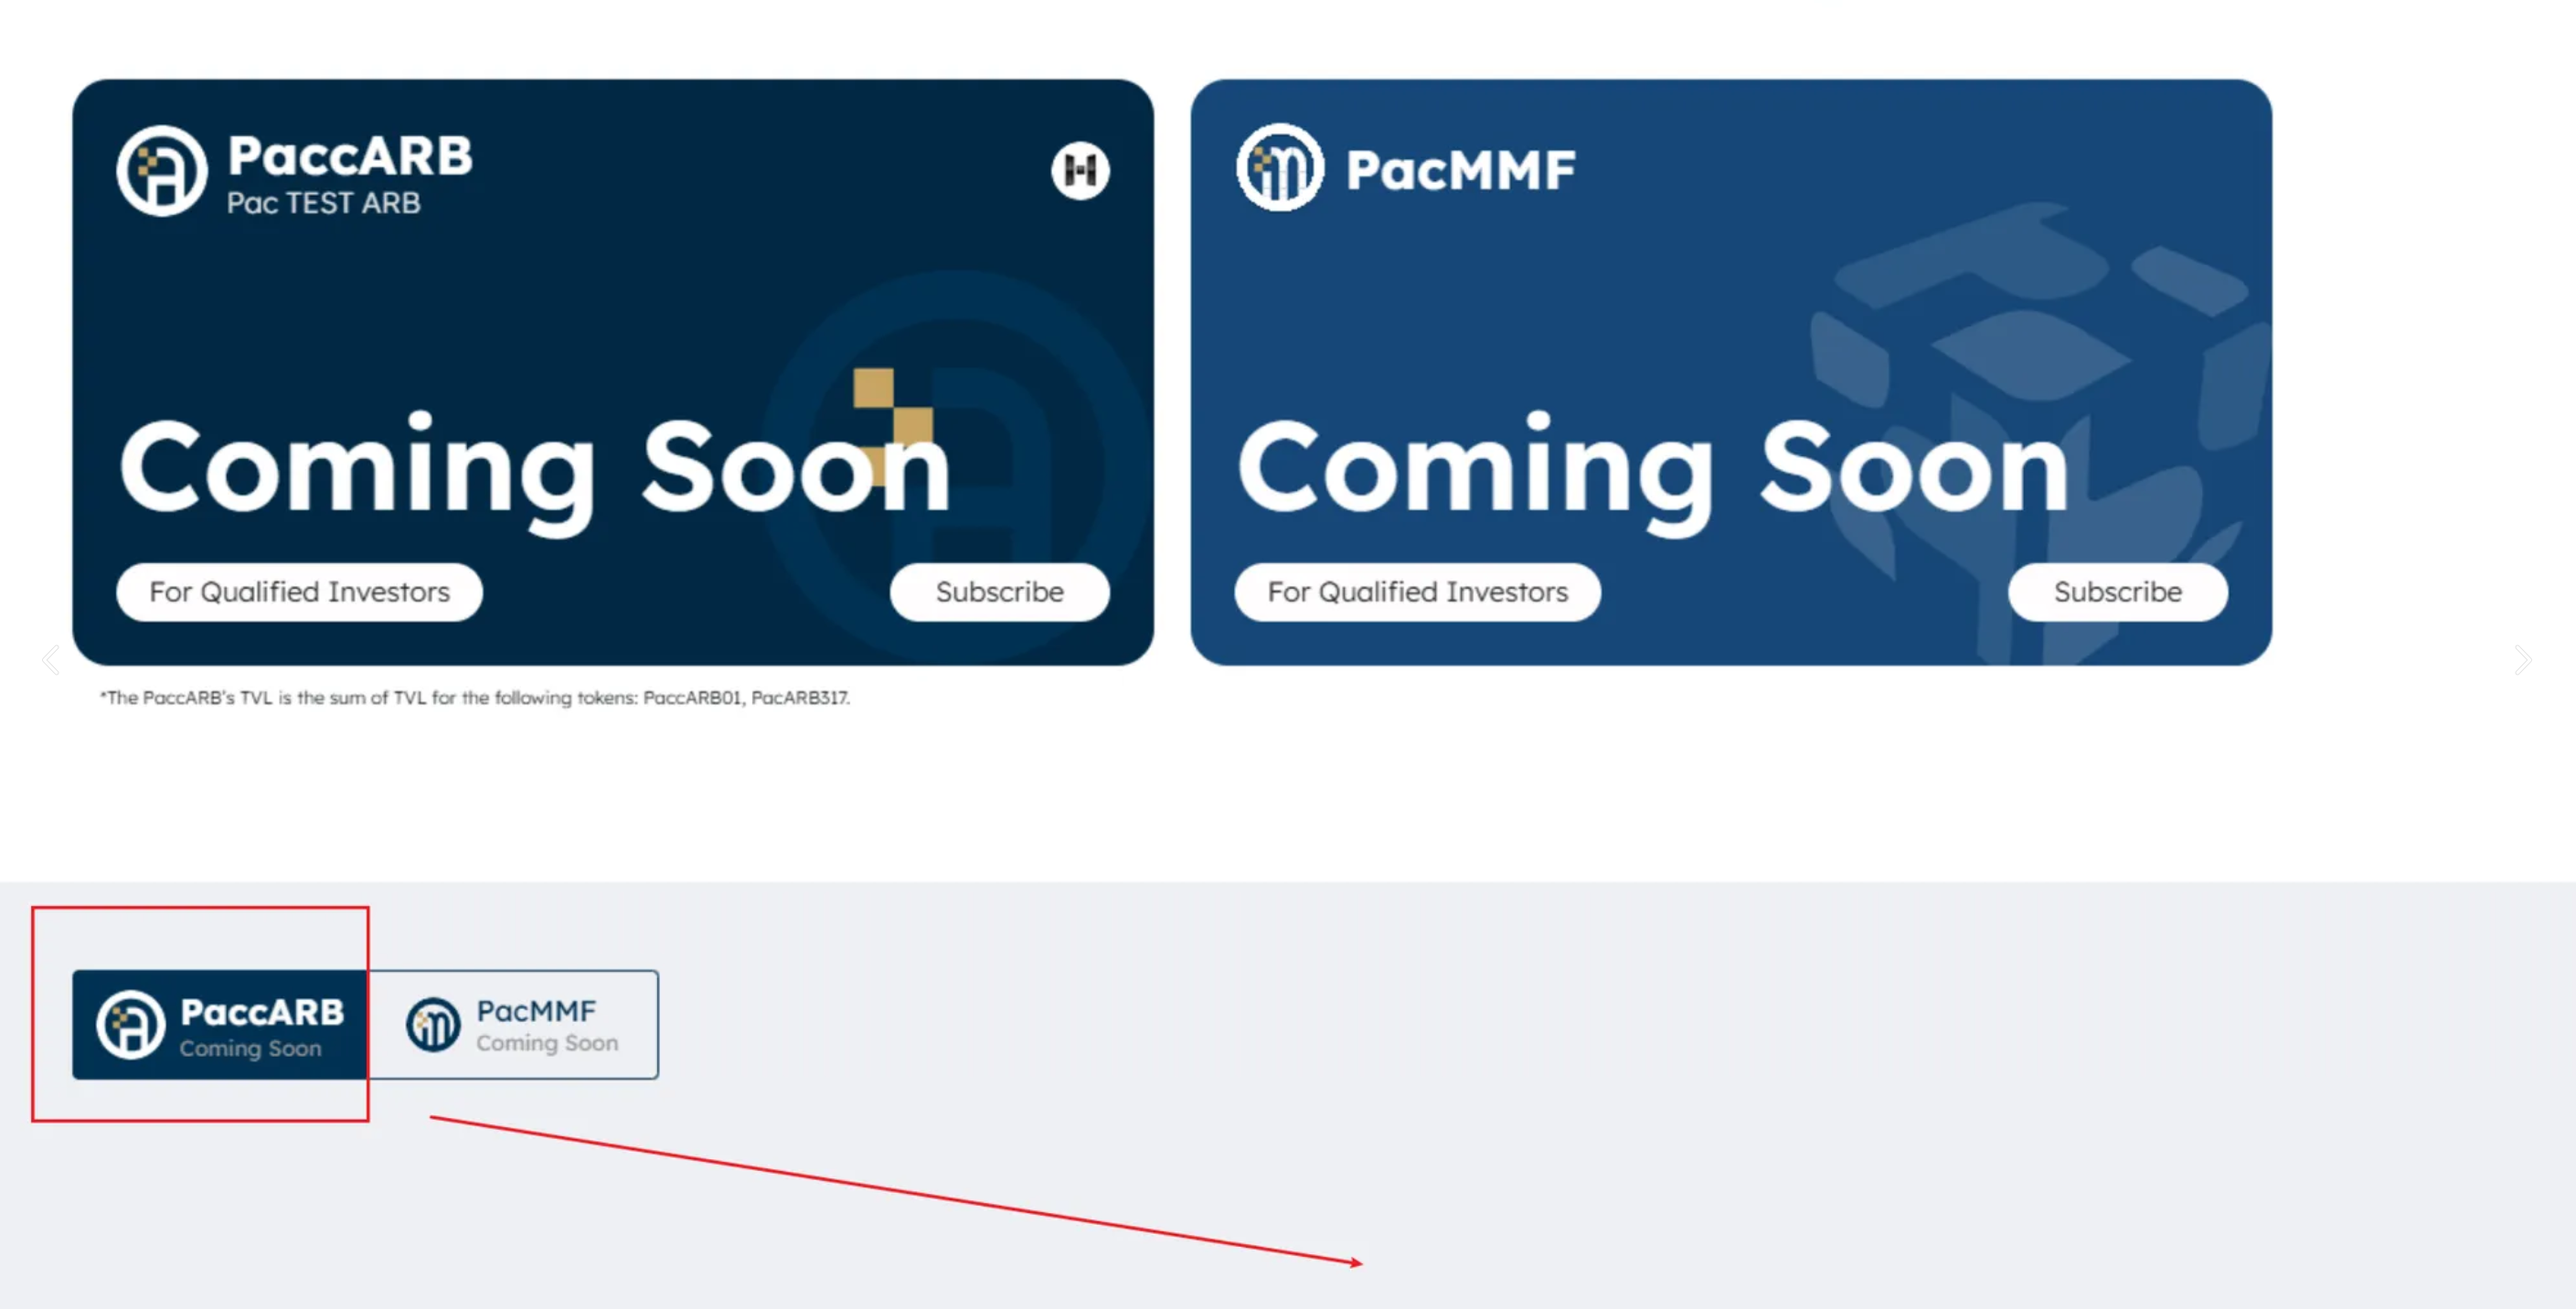 PaccARB
Pac TEST ARB
H
Coming Soon
For Qualified Investors
Subscribe
PacMMF
Coming Soon
For Qualified Investors
Subscribe
*The PaccARB's TVL is the sum of TVL for the following tokens: PaccARB01, PacARB317.
PaccARB
Coming Soon
PacMMF
Coming Soon